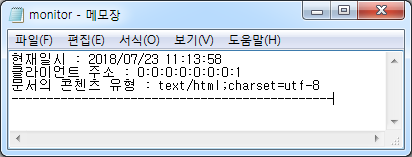 monitor - 메모장
파일(F) 편집(E) 서식(O) 보기(V) 도움말(H)
현재일시 : 2018/07/23 11:13:58
클라이언트 주소 : 0:0:0:0:0:0:0:1
문서의 콘텐츠 유형 : text/html;charset=utf-8
----------------------------------------------